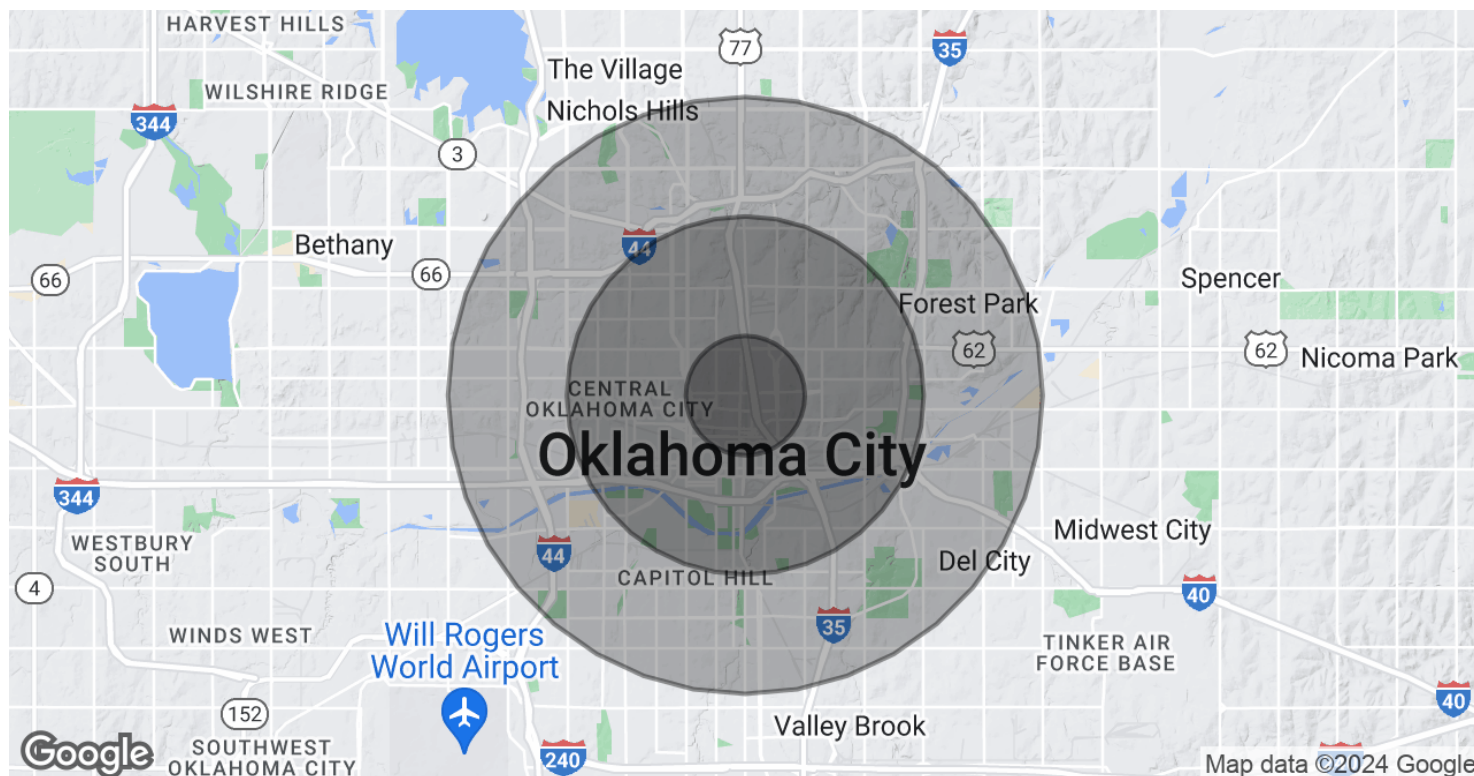 HARVEST HILLS
77
35
The Village
WILSHIRE RIDGE
Nichols Hills
344
3
44
Bethany
66
66
Spencer
Forest Park
62
62
Nicoma Park
CENTRAL
OKLAHOMA CITY
Oklahoma City
344
WESTBURY
SOUTH
44
Midwest City
Del City
CAPITOL HILL
4
40
35
WINDS WEST
Will Rogers
World Airport
TINKER AIR
FORCE BASE
40
152
Valley Brook
Google
SOUTHWEST
OKLAHOMA CITY
240
Map data ©2024 Google